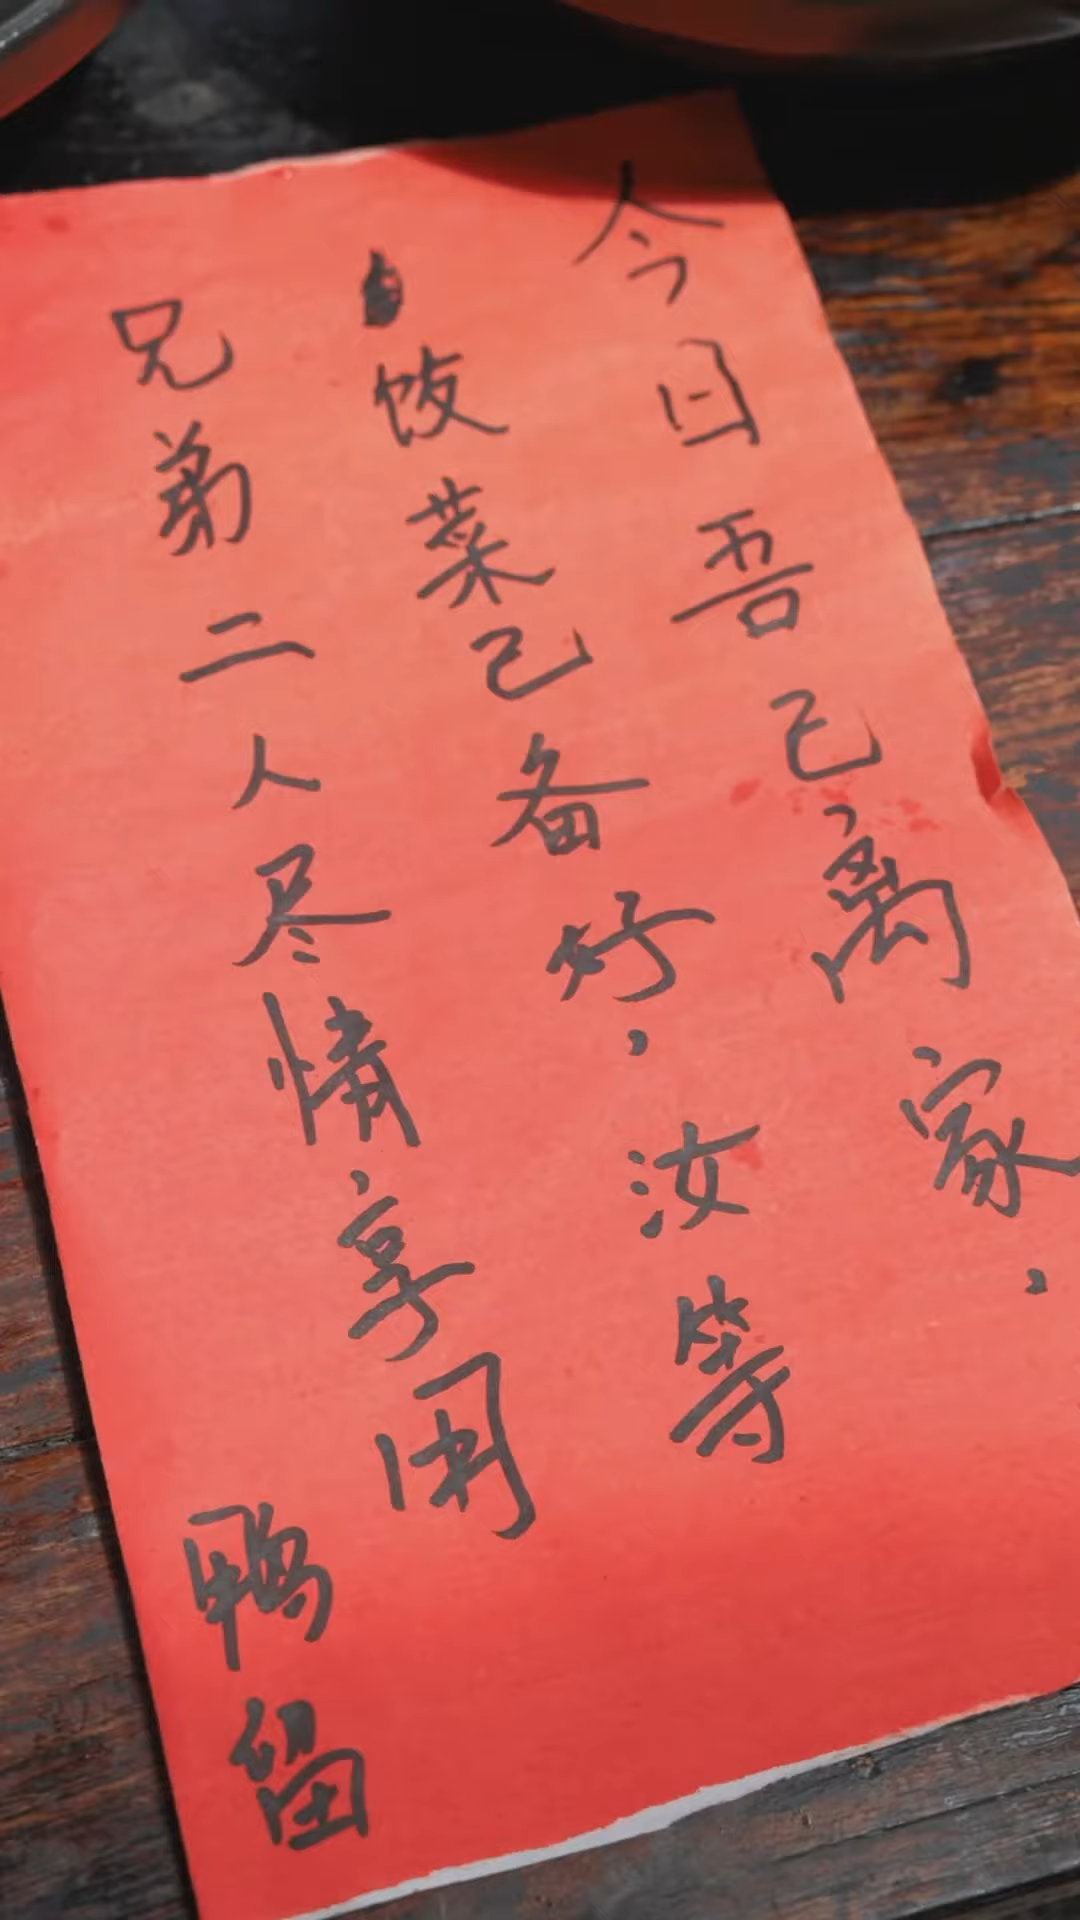 今日吾已离家，
饭菜已备好，汝等
兄弟二人尽情享用
鸭留